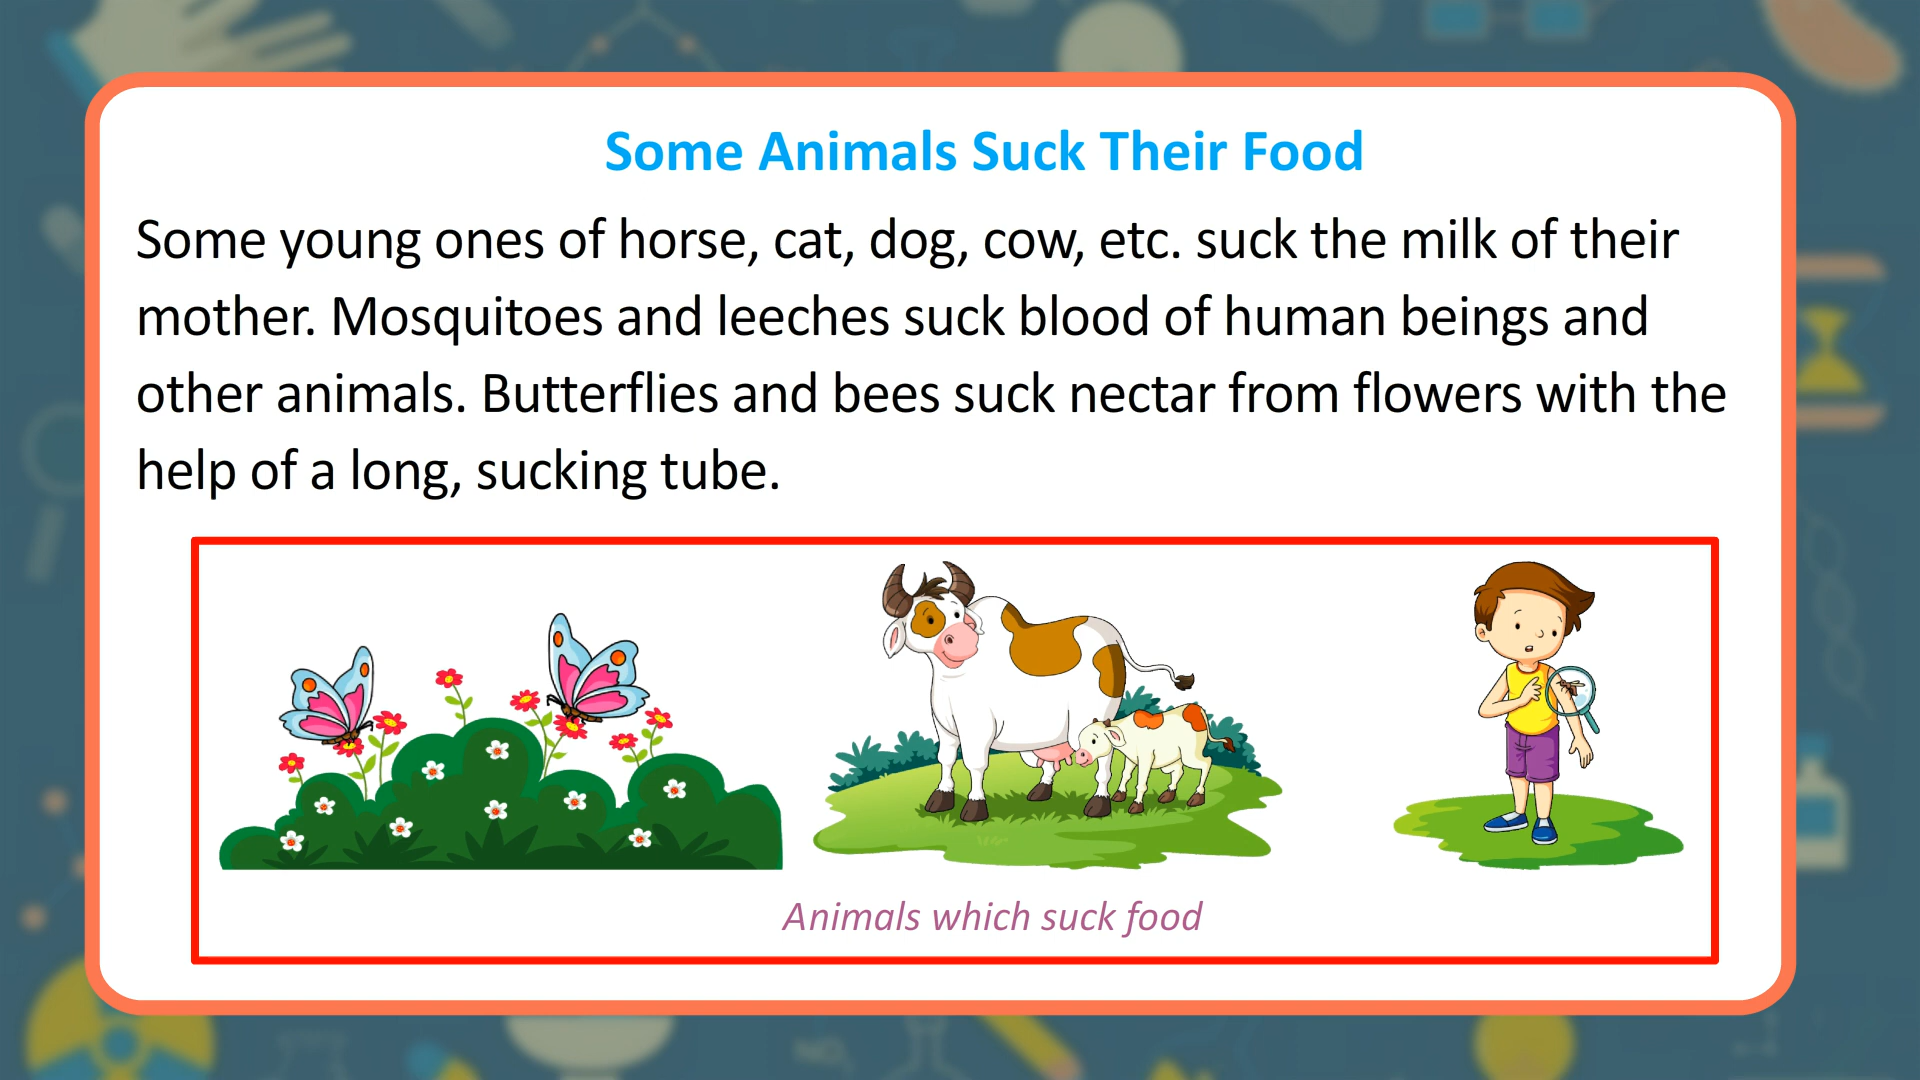 Some Animals Suck Their Food
Some young ones of horse, cat, dog, cow, etc. suck the milk of their
mother. Mosquitoes and leeches suck blood of human beings and
other animals. Butterflies and bees suck nectar from flowers with the
help of a long, sucking tube.
Animals which suck food